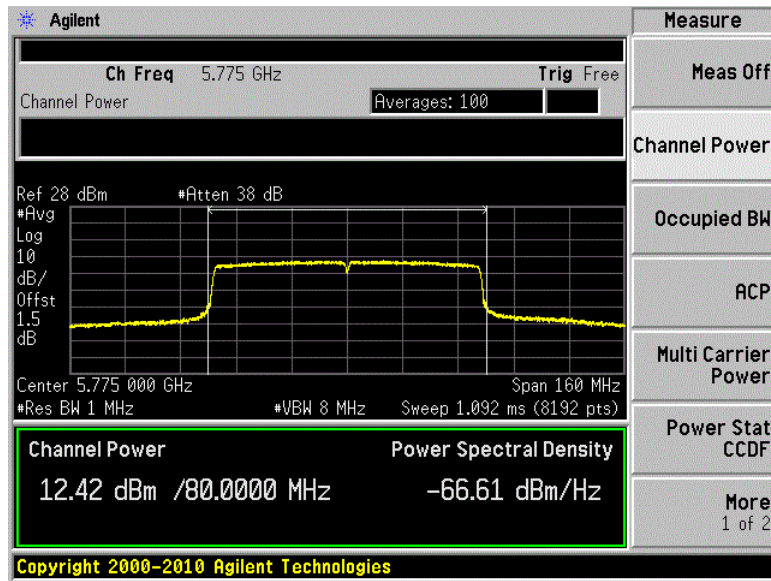 Agilent
Measure
Ch Freq 5.775 GHz Trig Free
Channel Power Averages: 100
Meas Off
Channel Power
Occupied BW
ACP
Multi Carrier
Power
Power Stat
CCDF
More
1 of 2
Ref 28 dBm #Atten 38 dB
#Avg
Log
10
dB/
Offst
1.5
dB
Center 5.775 000 GHz Span 160 MHz
#Res BW 1 MHz #VBW 8 MHz Sweep 1.092 ms (8192 pts)
Channel Power Power Spectral Density
12.42 dBm /80.0000 MHz -66.61 dBm/Hz
Copyright 2000-2010 Agilent Technologies